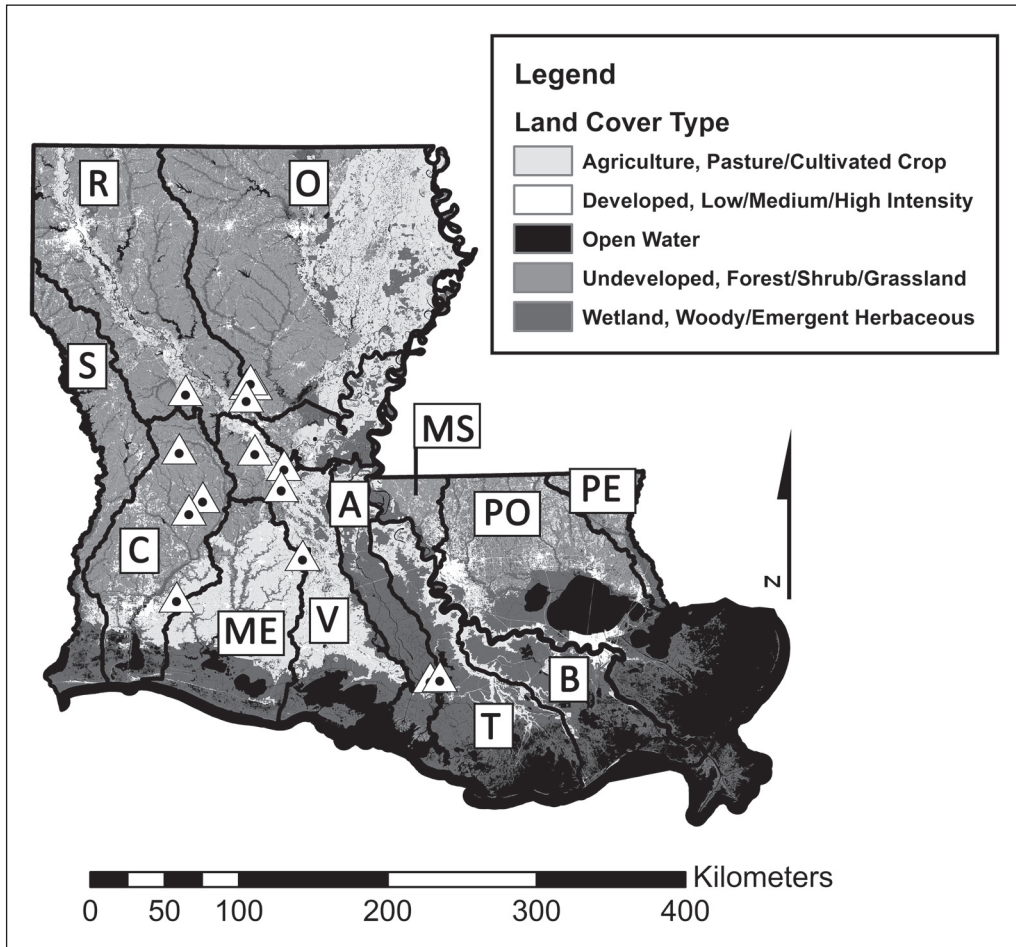 Legend
Land Cover Type
Agriculture, Pasture/Cultivated Crop
Developed, Low/Medium/High Intensity
Open Water
Undeveloped, Forest/Shrub/Grassland
Wetland, Woody/Emergent Herbaceous
R
O
S
MS
A
PO
PE
C
ME
V
B
T
N
Kilometers
0 50 100 200 300 400